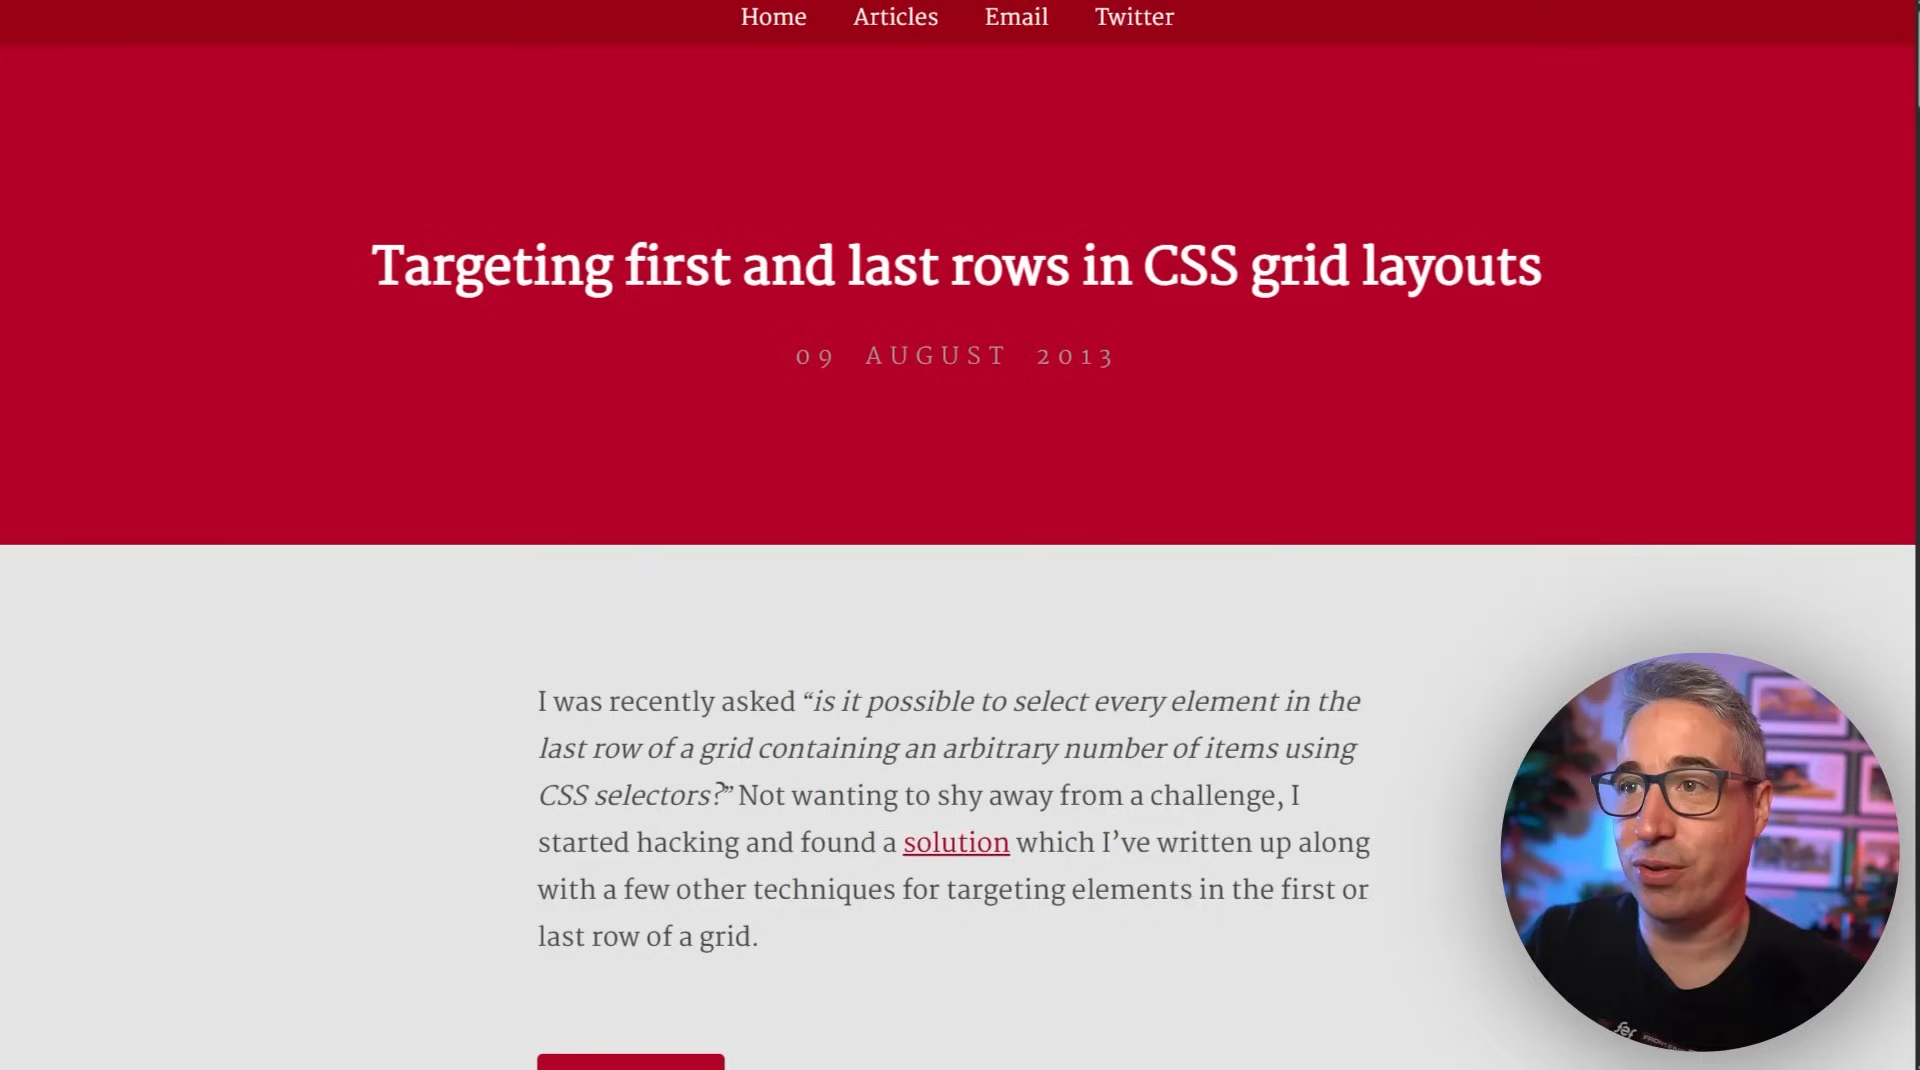 Home Articles Email Twitter
Targeting first and last rows in CSS grid layouts
09 AUGUST 2013
I was recently asked “is it possible to select every element in the
last row of a grid containing an arbitrary number of items using
CSS selectors?” Not wanting to shy away from a challenge, I
started hacking and found a solution which I’ve written up along
with a few other techniques for targeting elements in the first or
last row of a grid.